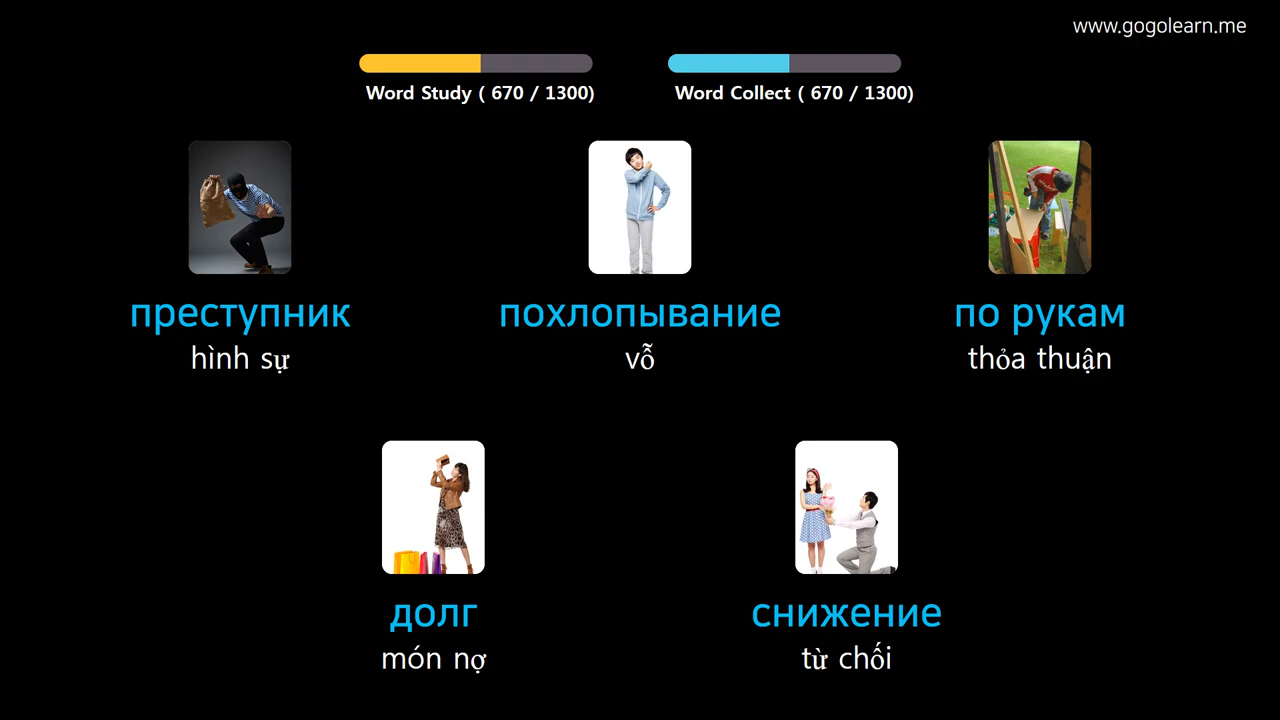 www.gogolearn.me
Word Study ( 670 / 1300)
Word Collect ( 670 / 1300)
преступник
hình sự
похлопывание
vỗ
по рукам
thỏa thuận
долг
món nợ
снижение
từ chối